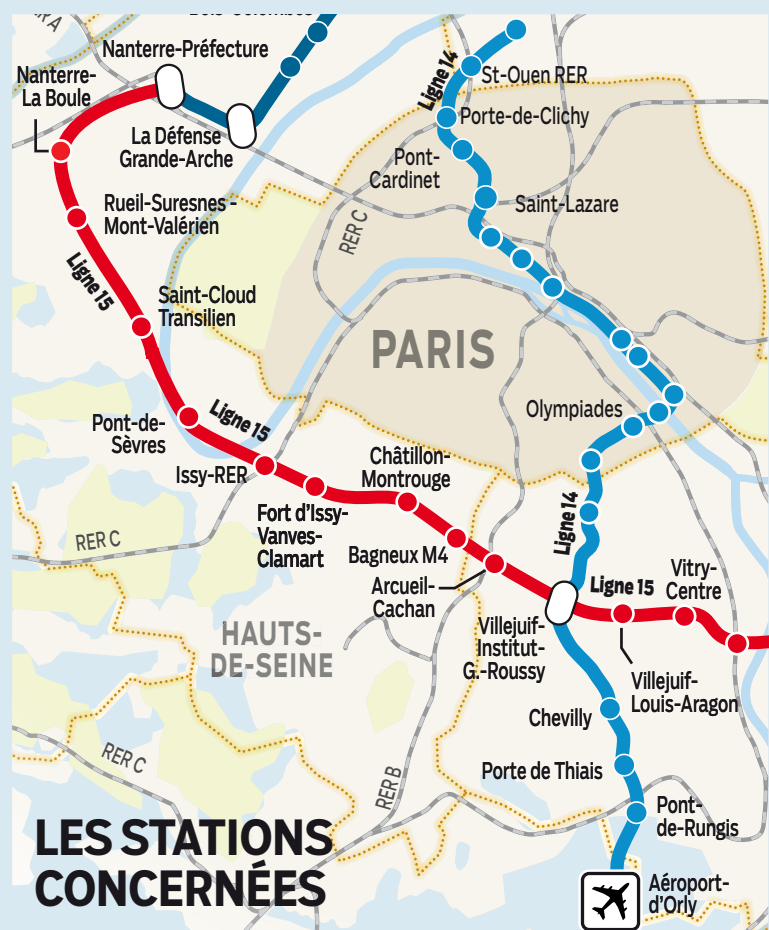 RER A
Nanterre-Préfecture
Nanterre-
La Boule
La Défense
Grande-Arche
Ligne 14
St-Ouen RER
Porte-de-Clichy
Pont-
Cardinet
Saint-Lazare
Rueil-Suresnes -
Mont-Valérien
RER C
Ligne 15
Saint-Cloud
Transilien
PARIS
Pont-de-
Sèvres
Ligne 15
Olympiades
Issy-RER
Châtillon-
Montrouge
Fort d'Issy-
Vanves-
Clamart
RER C
Ligne 14
Bagneux M4
Arcueil-
Cachan
Ligne 15
Vitry-
Centre
HAUTS-
DE-SEINE
Villejuif-
Institut-
G.-Roussy
Villejuif-
Louis-Aragon
Chevilly
RER C
RER B
Porte de Thiais
Pont-
de-Rungis
LES STATIONS
CONCERNÉES
Aéroport-
d'Orly